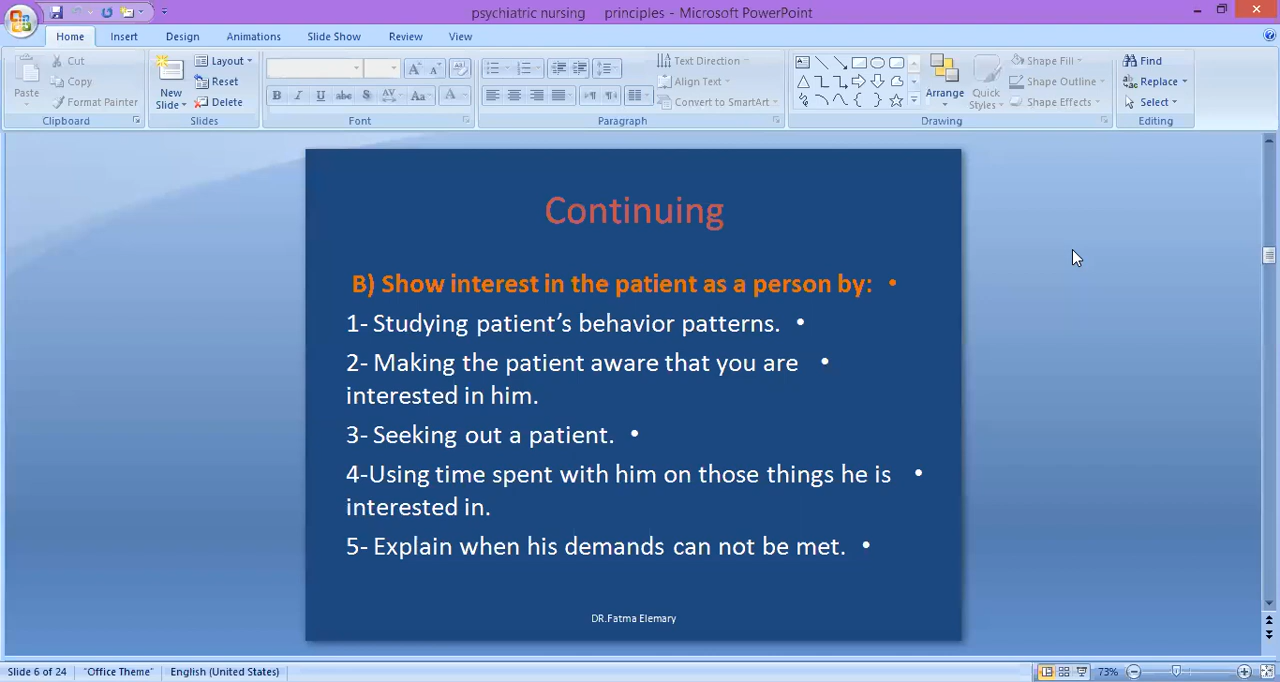 psychiatric nursing principles - Microsoft PowerPoint
Home Insert Design Animations Slide Show Review View
Paste
Cut
Copy
Format Painter
Clipboard
New Slide
Layout
Reset
Delete
Slides
B I U abc S AV Aa A
Font
Text Direction
Align Text
Convert to SmartArt
Paragraph
Arrange
Quick Styles
Shape Fill
Shape Outline
Shape Effects
Drawing
Find
Replace
Select
Editing
Continuing
B) Show interest in the patient as a person by: •
1- Studying patient’s behavior patterns. •
2- Making the patient aware that you are •
interested in him.
3- Seeking out a patient. •
4-Using time spent with him on those things he is •
interested in.
5- Explain when his demands can not be met. •
DR.Fatma Elemary
Slide 6 of 24 "Office Theme" English (United States) 73%